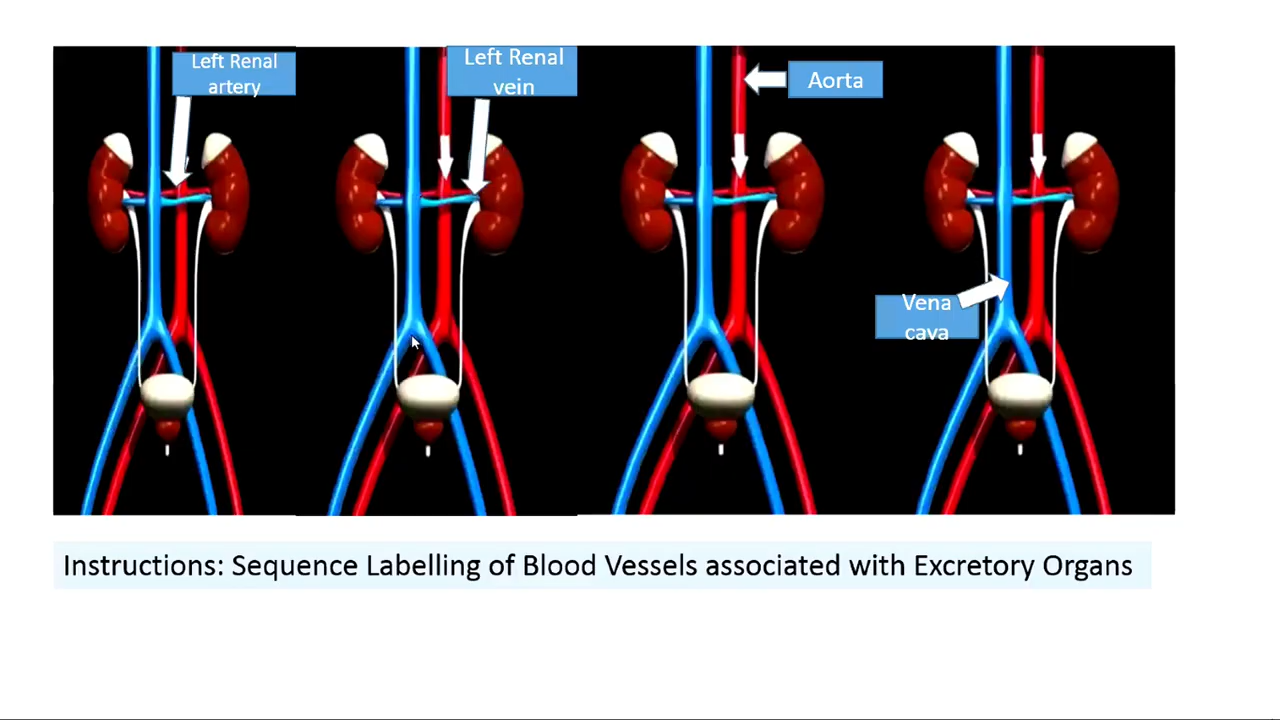 Left Renal
artery
Left Renal
vein
Aorta
Vena
cava
Instructions: Sequence Labelling of Blood Vessels associated with Excretory Organs